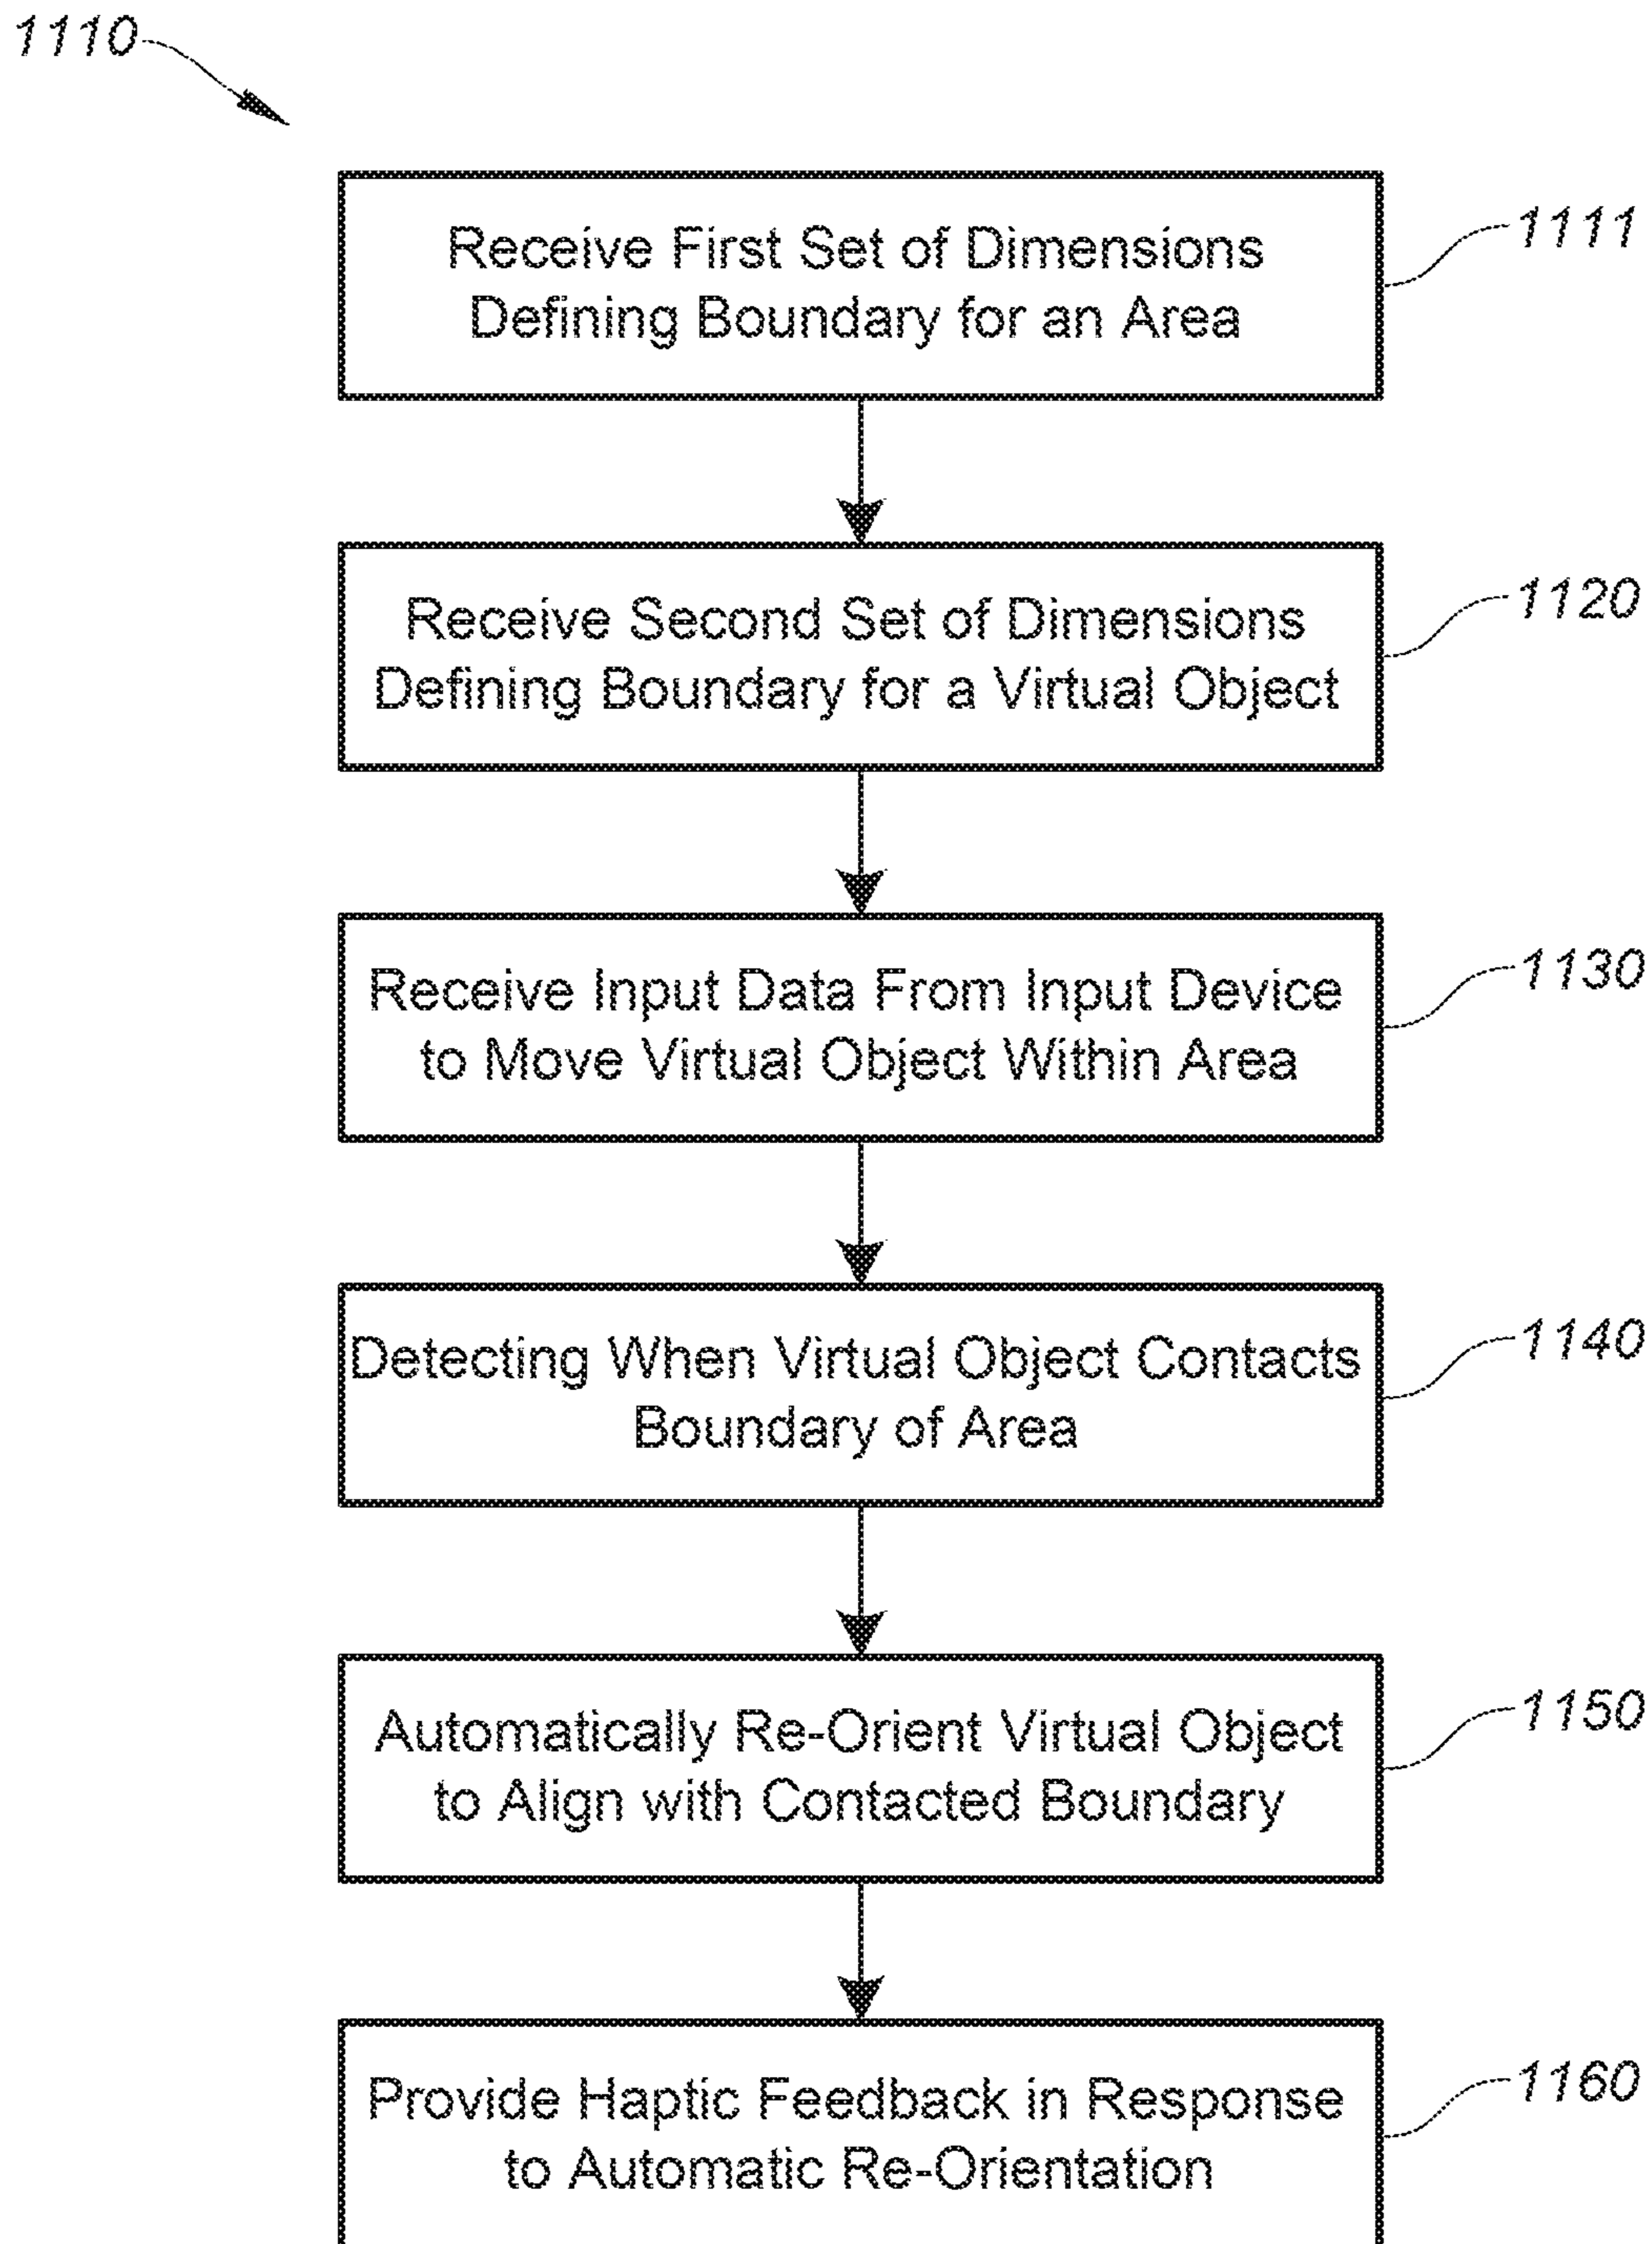 1110
Receive First Set of Dimensions
Defining Boundary for an Area
1111
Receive Second Set of Dimensions
Defining Boundary for a Virtual Object
1120
Receive Input Data From Input Device
to Move Virtual Object Within Area
1130
Detecting When Virtual Object Contacts
Boundary of Area
1140
Automatically Re-Orient Virtual Object
to Align with Contacted Boundary
1150
Provide Haptic Feedback in Response
to Automatic Re-Orientation
1160